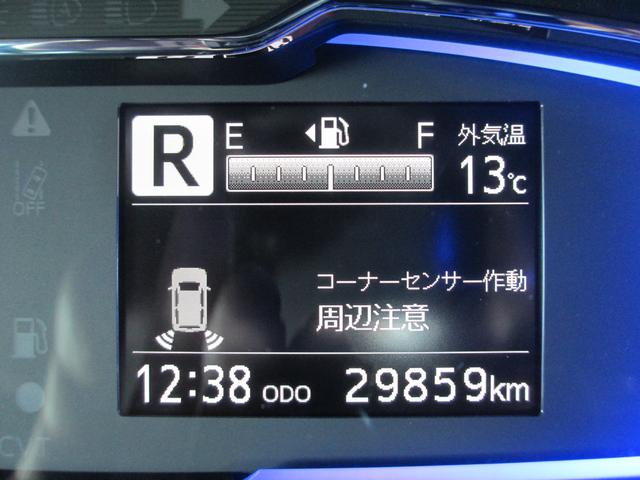 R E F 外気温
13℃
コーナーセンサー作動
周辺注意
12:38 ODO 29859km
OFF
CVT